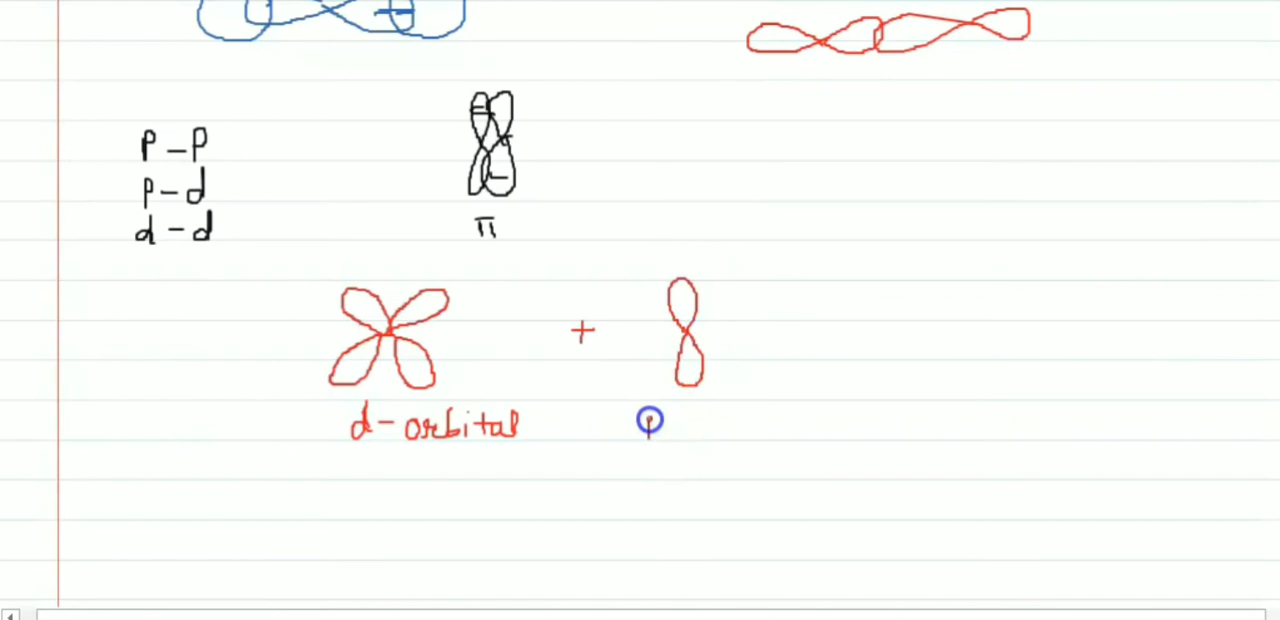 p-p
p-d
d-d
π
+
d-orbital